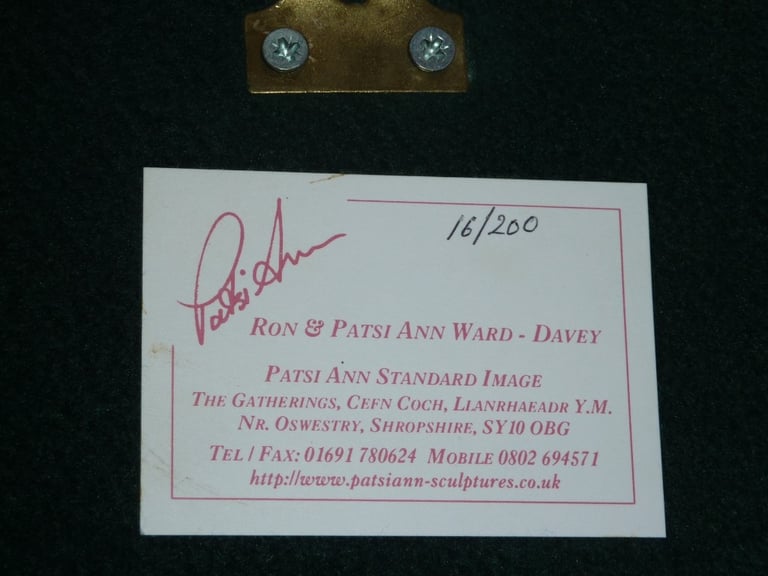 16/200
Patsi Ann
RON & PATSI ANN WARD - DAVEY
PATSI ANN STANDARD IMAGE
THE GATHERINGS, CEFN COCH, LLANRHAEADR Y.M.
NR. OSWESTRY, SHROPSHIRE, SY10 OBG
TEL / FAX: 01691 780624 MOBILE 0802 694571
http://www.patsiann-sculptures.co.uk